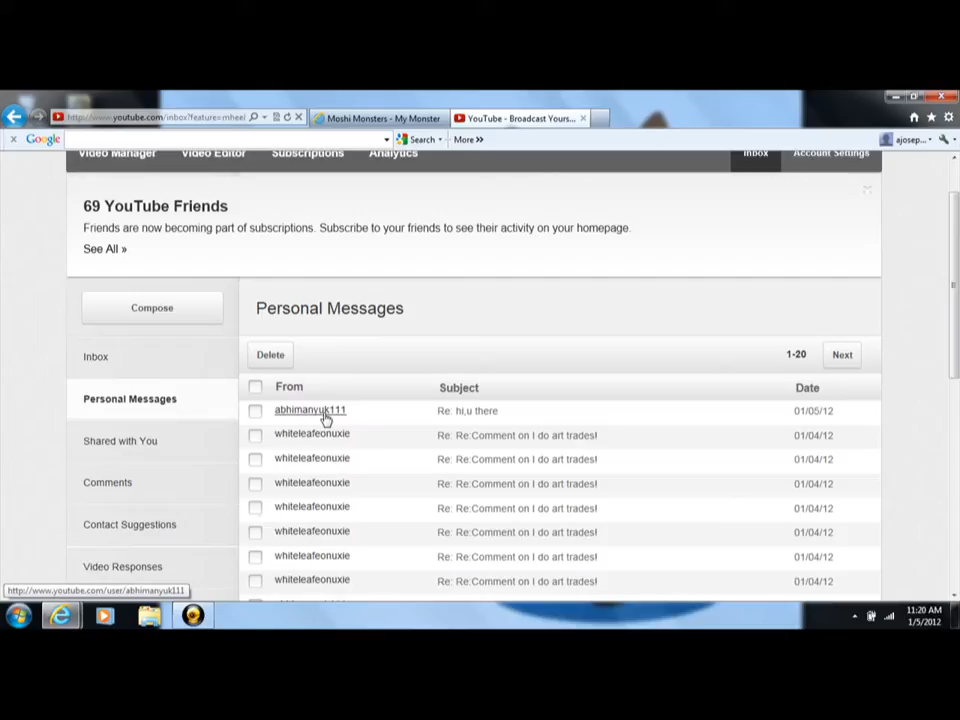 http://www.youtube.com/inbox?feature=mheel
Moshi Monsters - My Monster
YouTube - Broadcast Yours...
Google
Search
More »
ajosep...
Video Manager
Video Editor
Subscriptions
Analytics
Inbox
Account Settings
69 YouTube Friends
Friends are now becoming part of subscriptions. Subscribe to your friends to see their activity on your homepage.
See All »
Compose
Personal Messages
Inbox
Delete
1-20
Next
From
Subject
Date
Personal Messages
abhimanyuk111
Re: hi,u there
01/05/12
whiteleafeonuxie
Re: Re:Comment on I do art trades!
01/04/12
Shared with You
whiteleafeonuxie
Re: Re:Comment on I do art trades!
01/04/12
Comments
whiteleafeonuxie
Re: Re:Comment on I do art trades!
01/04/12
whiteleafeonuxie
Re: Re:Comment on I do art trades!
01/04/12
Contact Suggestions
whiteleafeonuxie
Re: Re:Comment on I do art trades!
01/04/12
whiteleafeonuxie
Re: Re:Comment on I do art trades!
01/04/12
Video Responses
whiteleafeonuxie
Re: Re:Comment on I do art trades!
01/04/12
http://www.youtube.com/user/abhimanyuk111
11:20 AM
1/5/2012